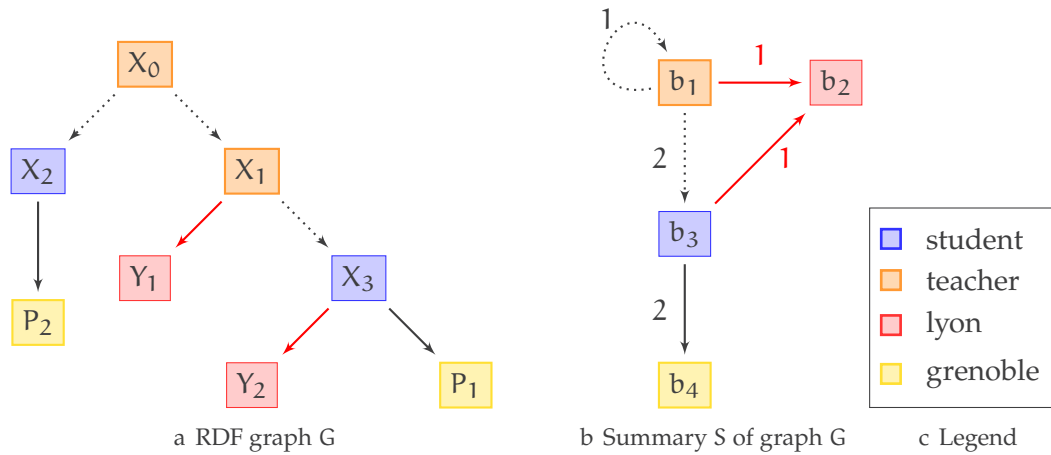 X0
X2
X1
Y1
X3
P2
Y2
P1
a RDF graph G
1
b1
1
b2
2
1
b3
2
b4
b Summary S of graph G
student
teacher
lyon
grenoble
c Legend